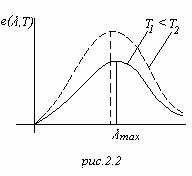 e(λ,T)
T₁ < T₂
λmax
рис.2.2